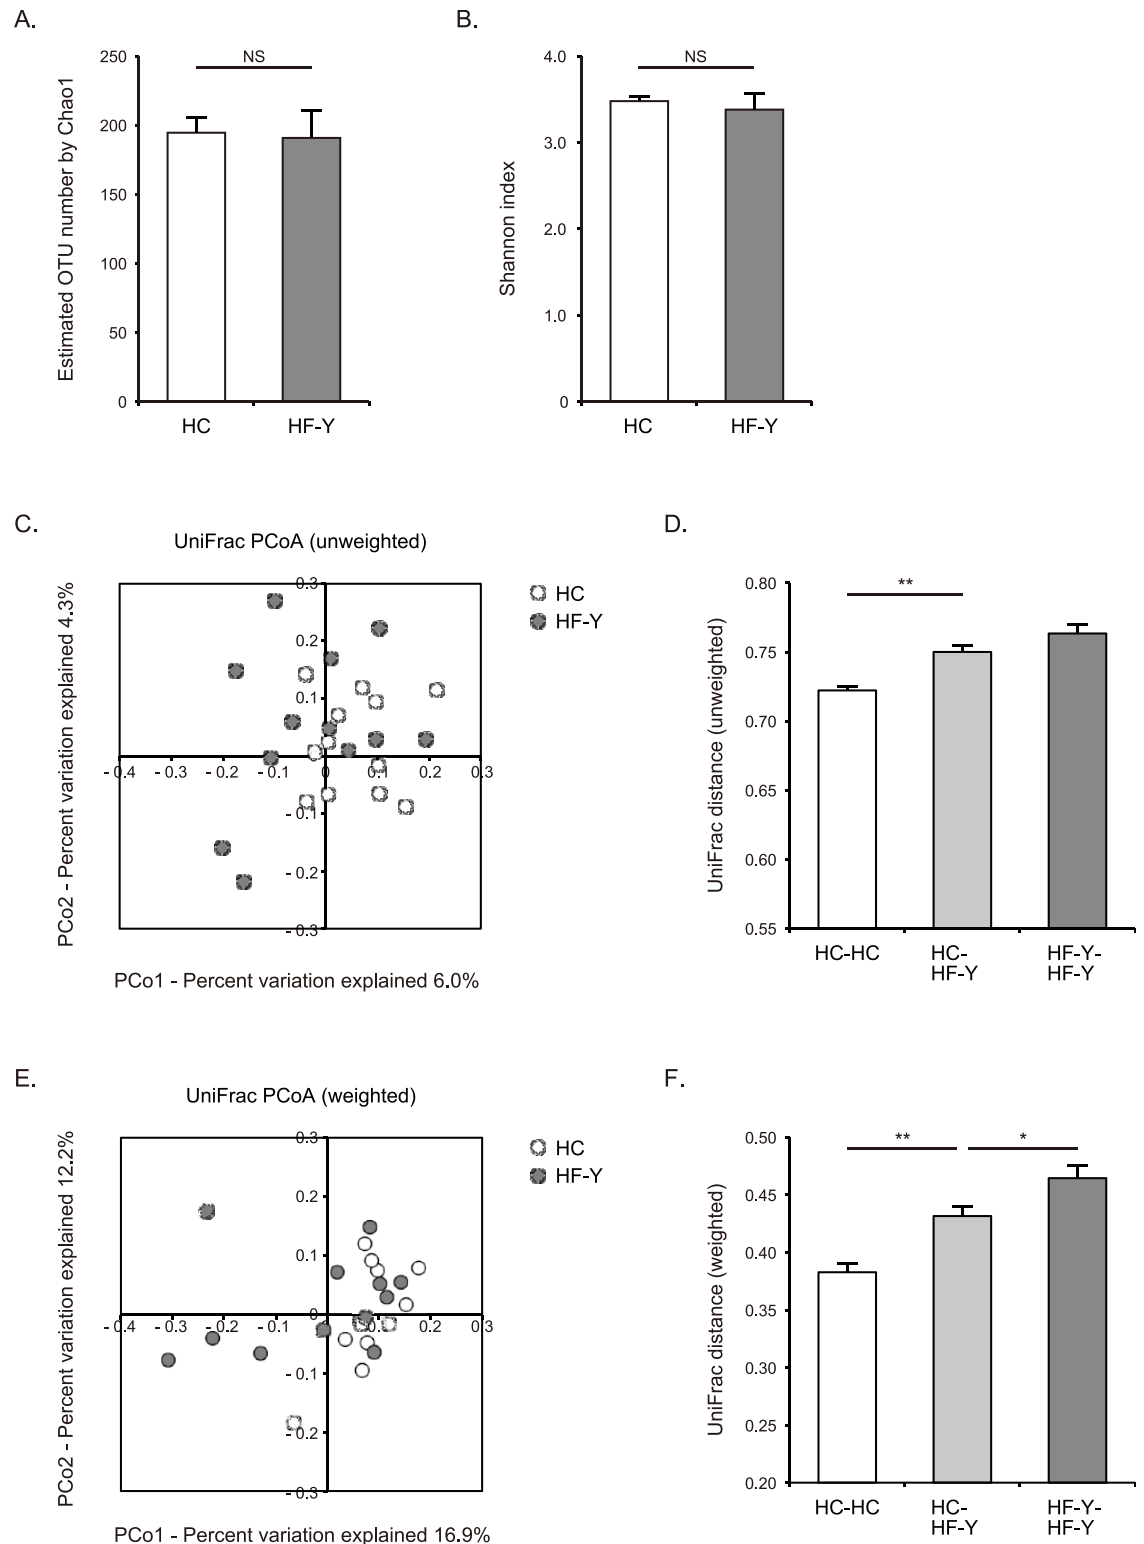 A.
Estimated OTU number by Chao1
250
200
150
100
50
0
NS
HC
HF-Y
B.
Shannon index
4.0
3.0
2.0
1.0
0
NS
HC
HF-Y
C.
UniFrac PCoA (unweighted)
PCo2 - Percent variation explained 4.3%
0.3
0.2
0.1
0
- 0.1
- 0.2
- 0.3
- 0.4
- 0.3
- 0.2
- 0.1
0.1
0.2
0.3
PCo1 - Percent variation explained 6.0%
HC
HF-Y
D.
UniFrac distance (unweighted)
0.80
0.75
0.70
0.65
0.60
0.55
**
HC-HC
HC-
HF-Y
HF-Y-
HF-Y
E.
UniFrac PCoA (weighted)
PCo2 - Percent variation explained 12.2%
0.3
0.2
0.1
0
- 0.1
- 0.2
- 0.3
- 0.4
- 0.3
- 0.2
- 0.1
0.1
0.2
0.3
PCo1 - Percent variation explained 16.9%
HC
HF-Y
F.
UniFrac distance (weighted)
0.50
0.45
0.40
0.35
0.30
0.25
0.20
**
*
HC-HC
HC-
HF-Y
HF-Y-
HF-Y